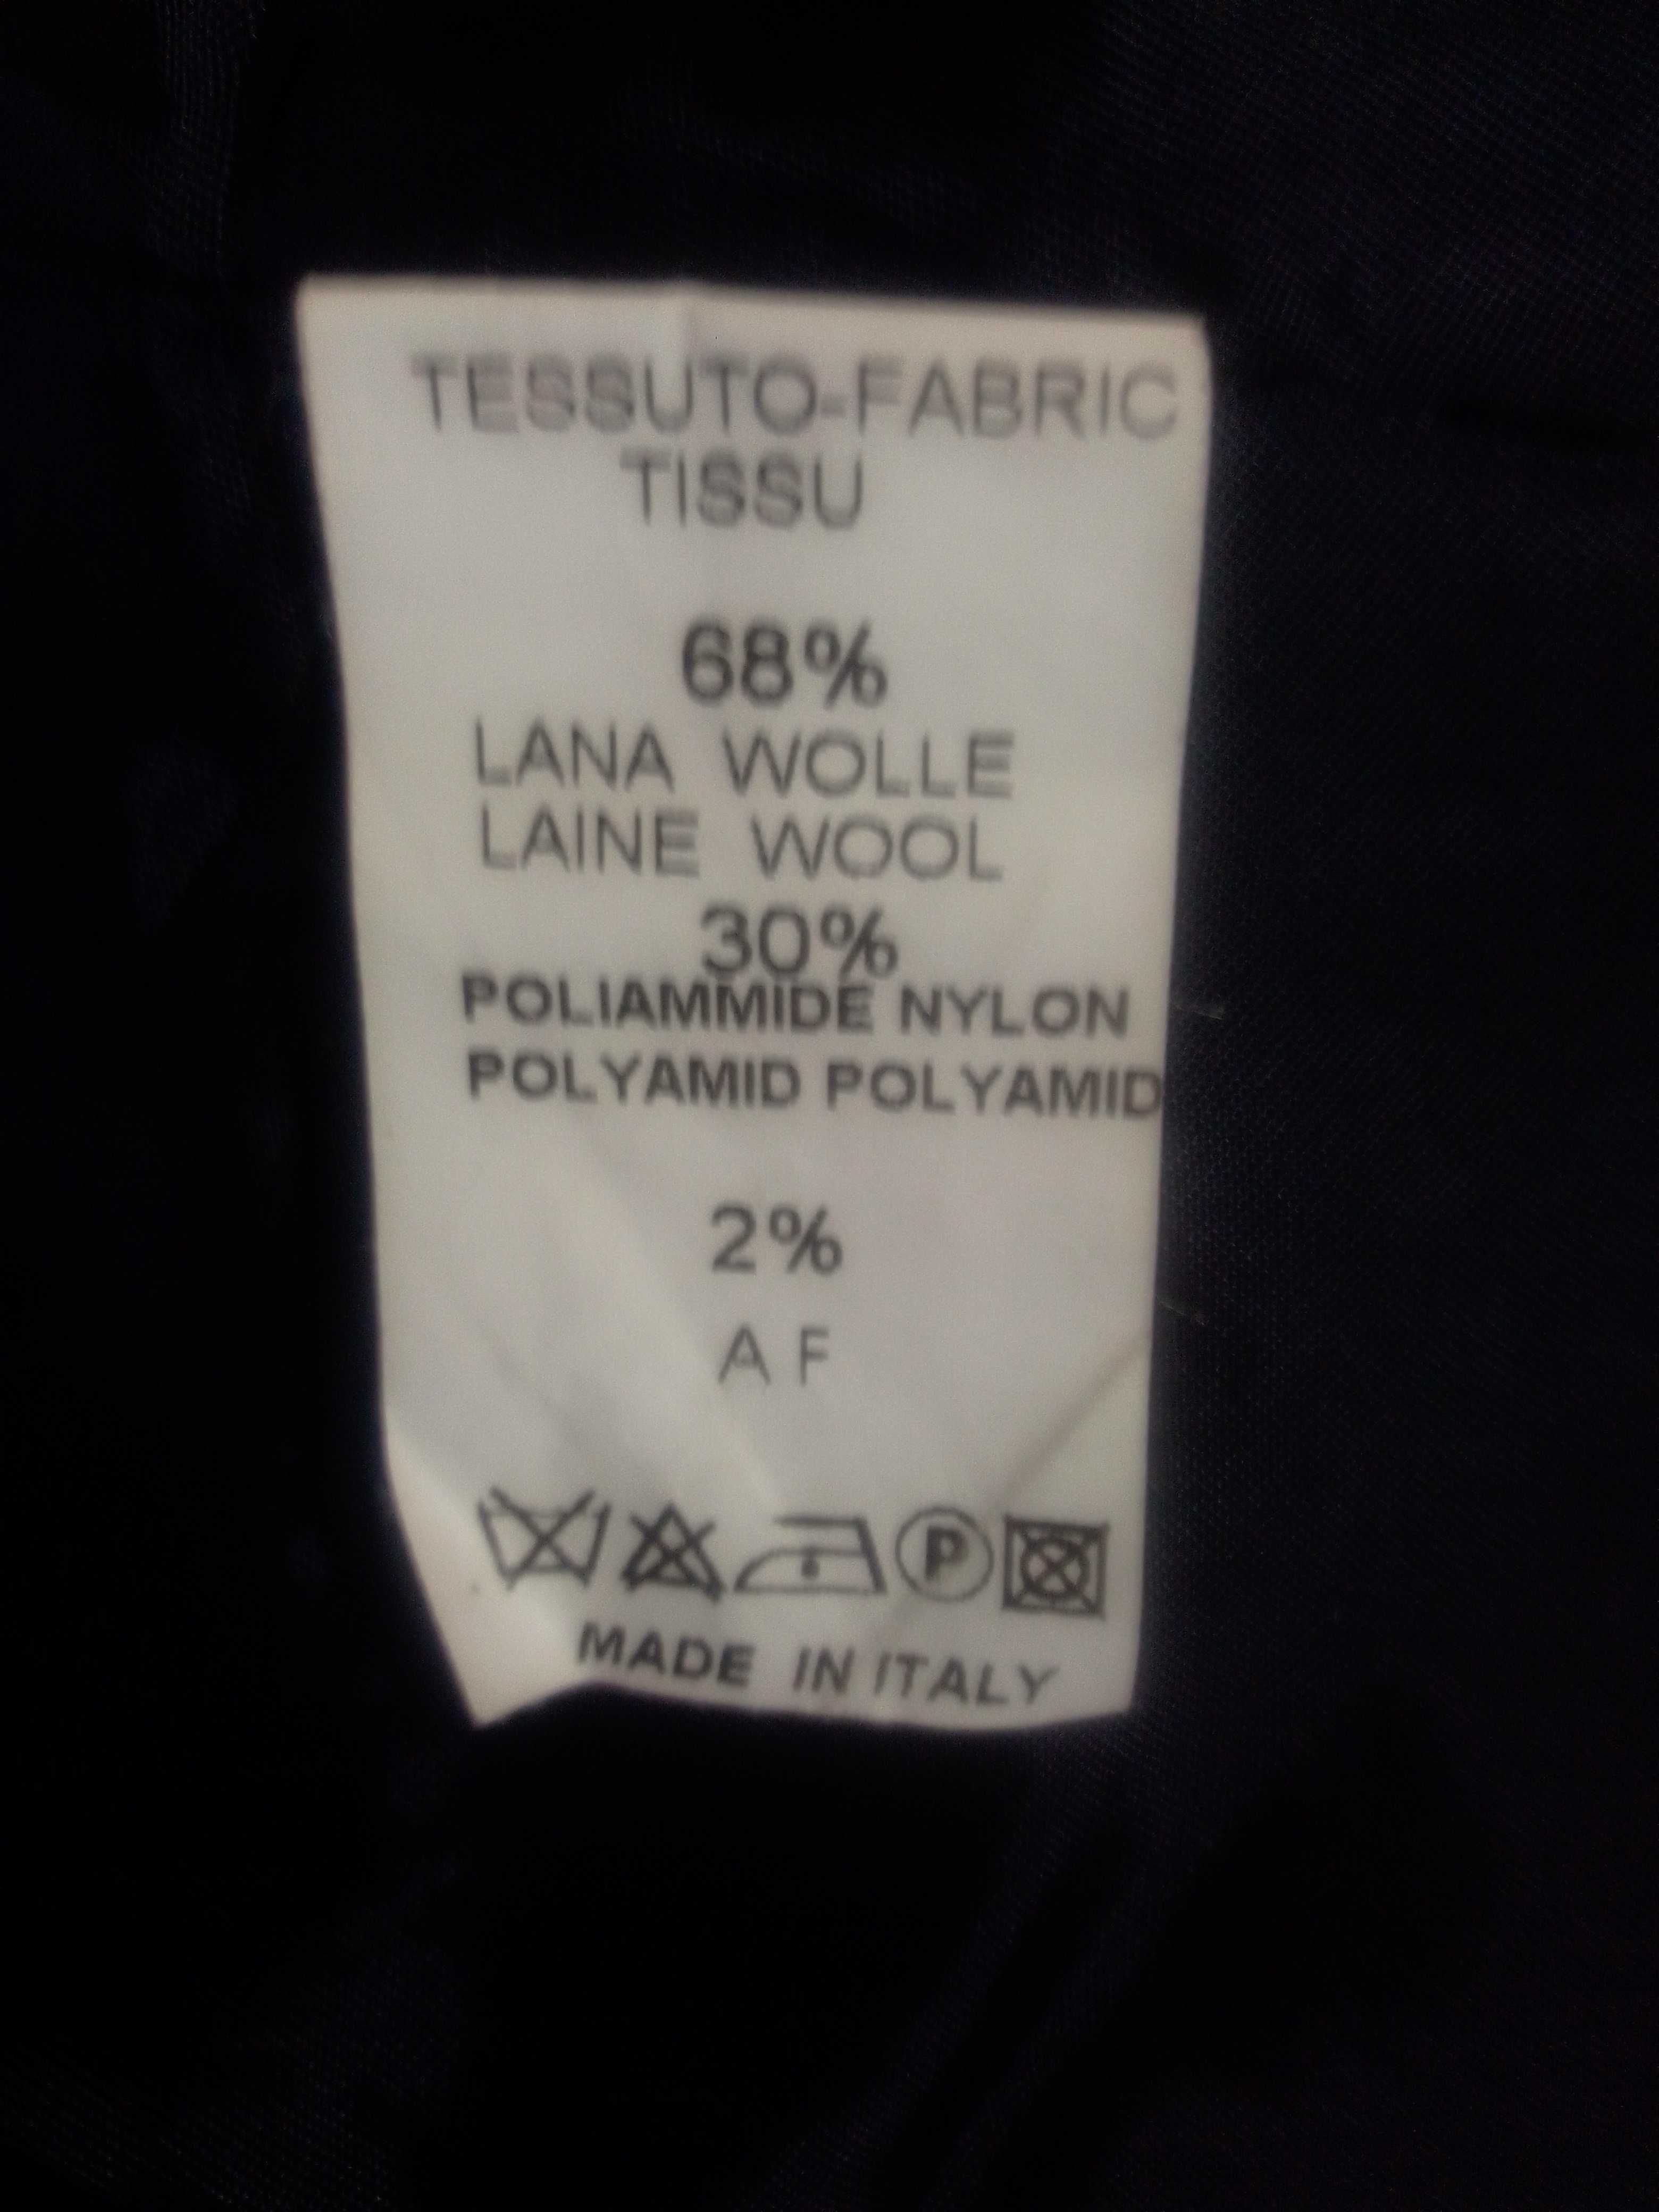 TESSUTO-FABRIC
TISSU
68%
LANA WOLLE
LAINE WOOL
30%
POLIAMMIDE NYLON
POLYAMID POLYAMID
2%
A F
P
MADE IN ITALY